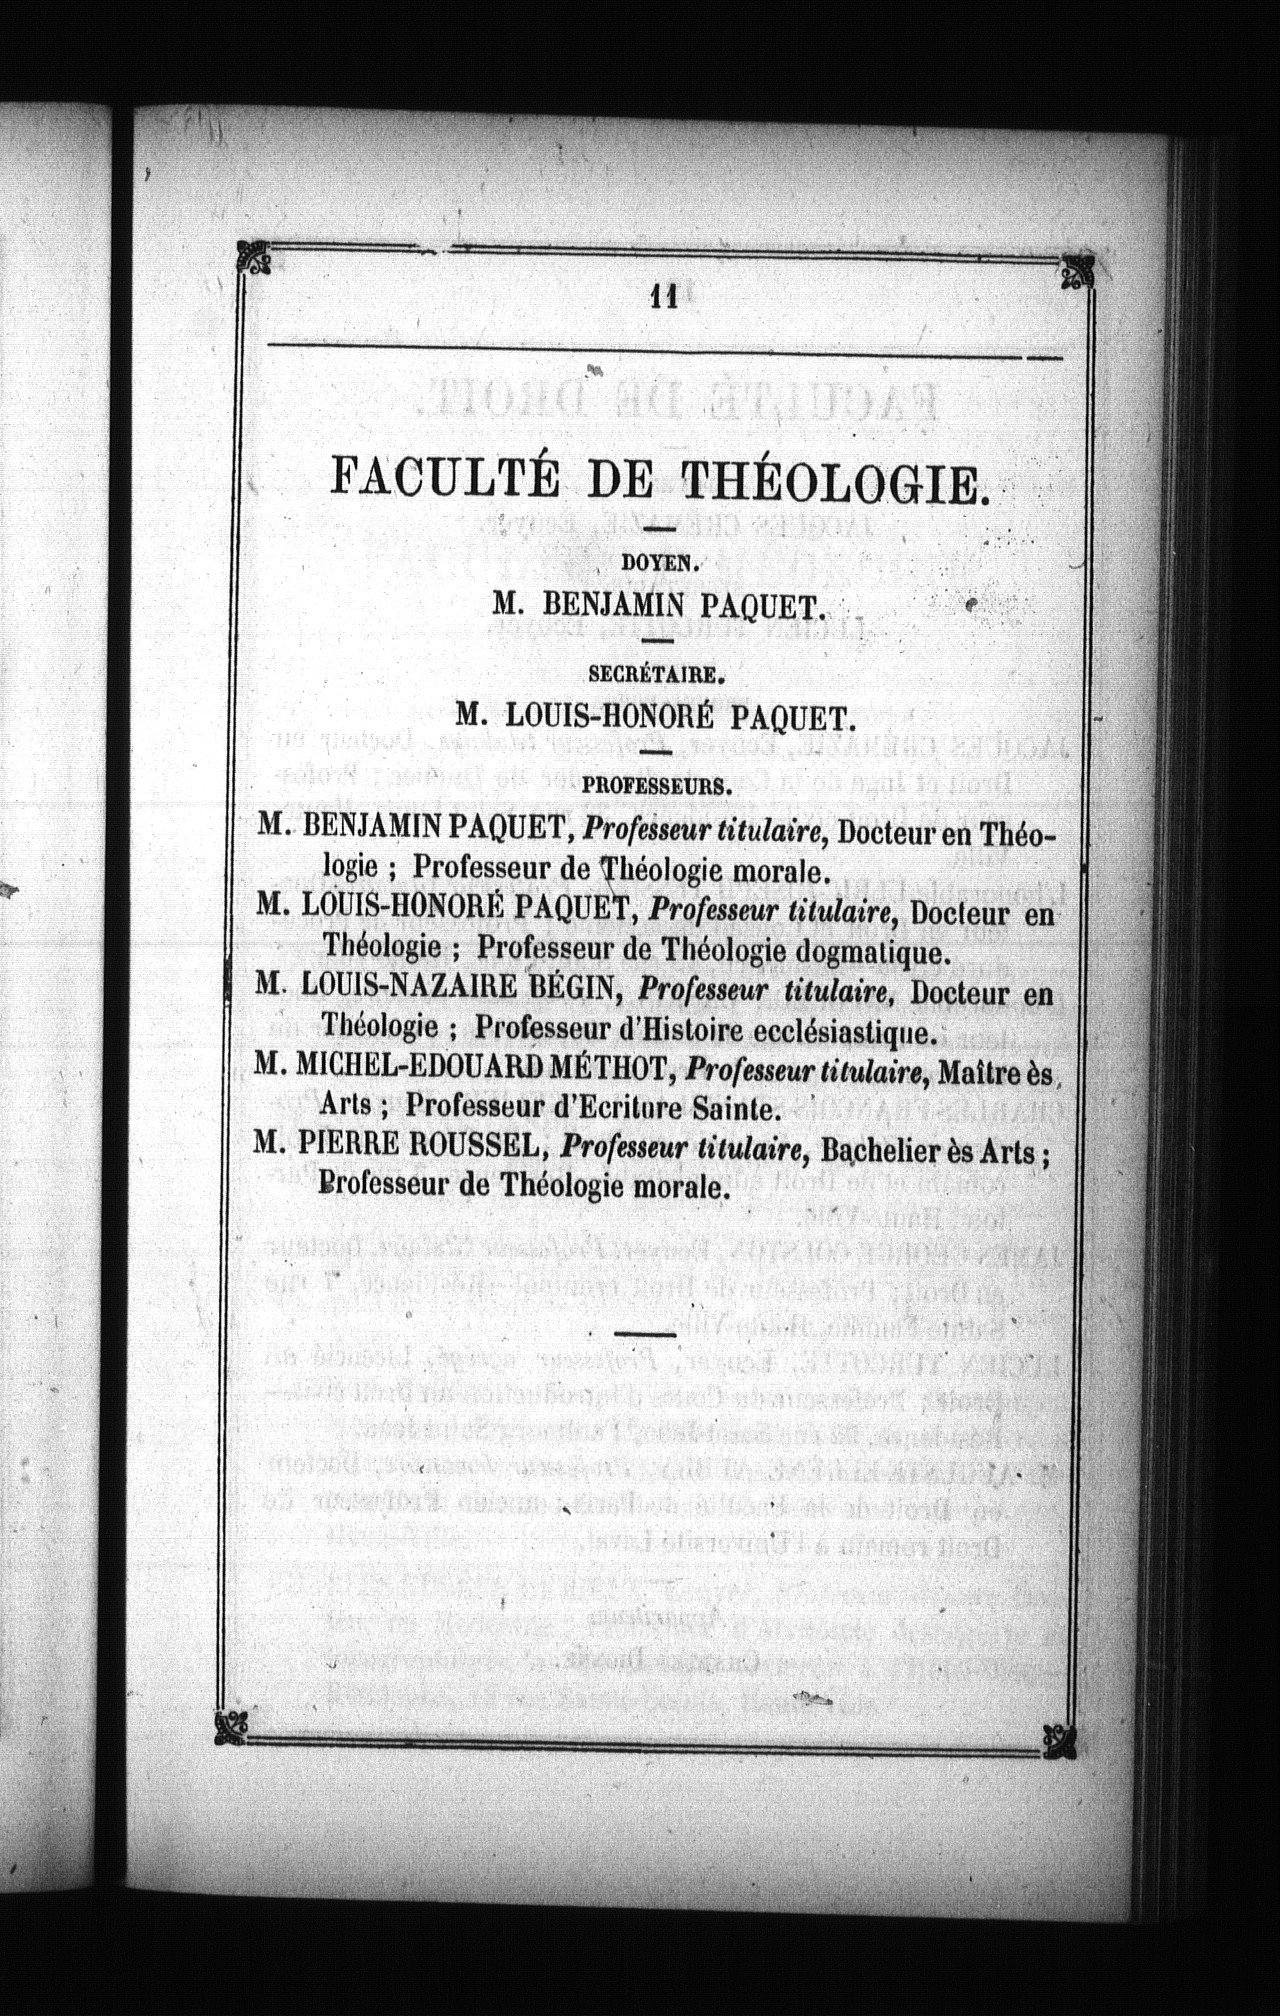 11
FACULTÉ DE THÉOLOGIE.
DOYEN.
M. BENJAMIN PAQUET.
SECRÉTAIRE.
M. LOUIS-HONORÉ PAQUET.
PROFESSEURS.
M. BENJAMIN PAQUET, Professeur titulaire, Docteur en Théo-
logie ; Professeur de Théologie morale.
M. LOUIS-HONORÉ PAQUET, Professeur titulaire, Docteur en
Théologie ; Professeur de Théologie dogmatique.
M. LOUIS-NAZAIRE BÉGIN, Professeur titulaire, Docteur en
Théologie ; Professeur d'Histoire ecclésiastique.
M. MICHEL-EDOUARD MÉTHOT, Professeur titulaire, Maître ès
Arts ; Professeur d'Ecriture Sainte.
M. PIERRE ROUSSEL, Professeur titulaire, Bachelier ès Arts ;
Professeur de Théologie morale.